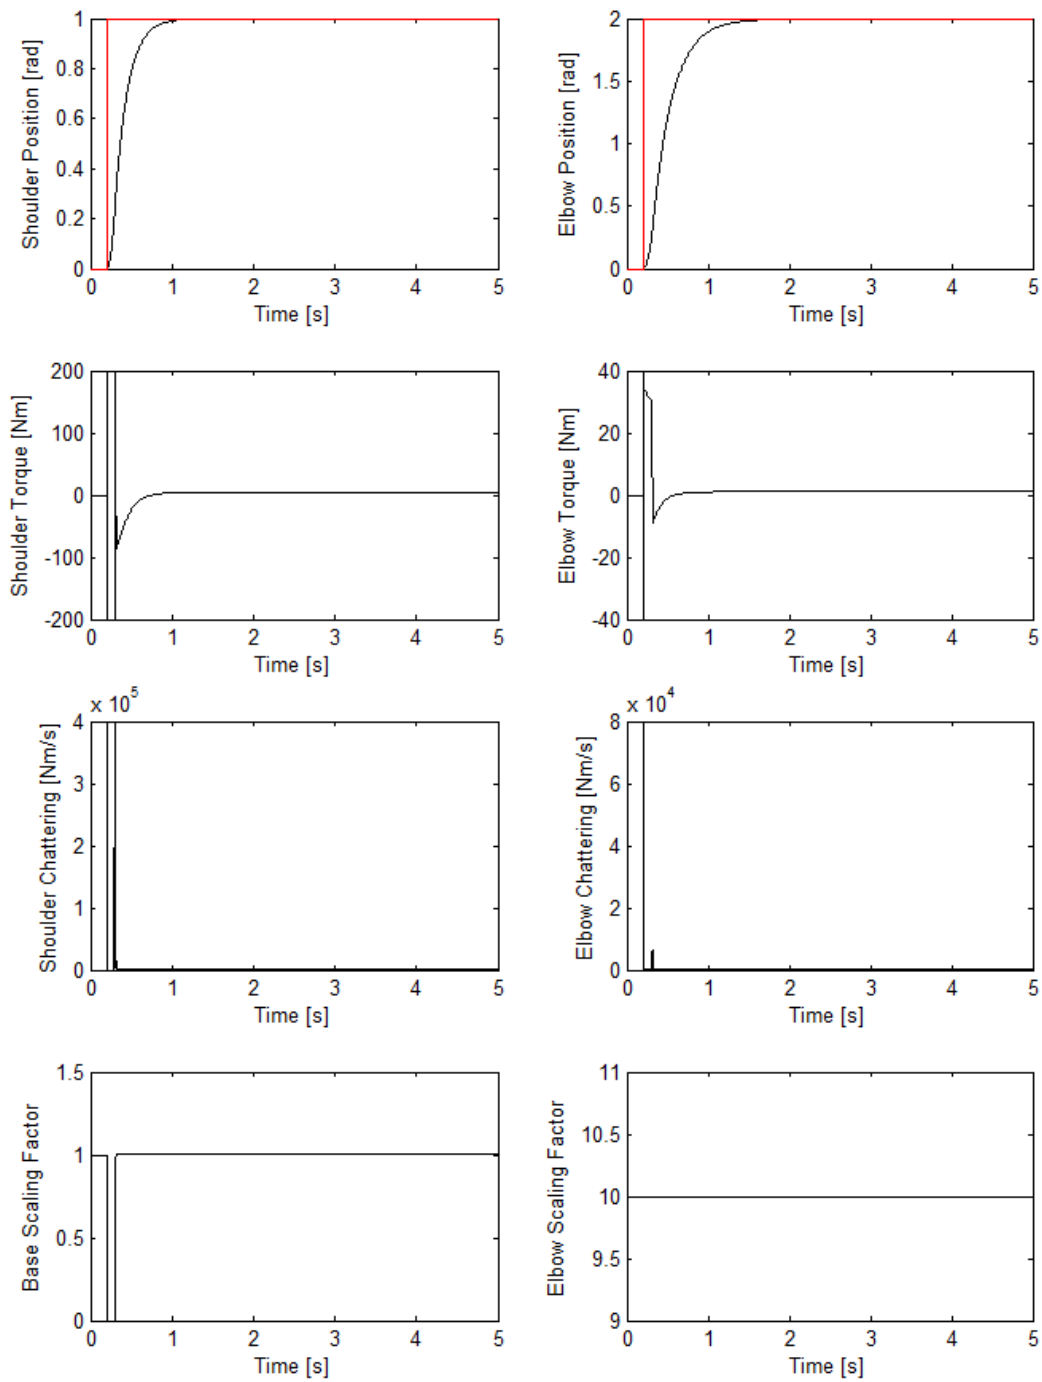 Shoulder Position [rad]
1
0.8
0.6
0.4
0.2
0
0 1 2 3 4 5
Time [s]
Elbow Position [rad]
2
1.5
1
0.5
0
0 1 2 3 4 5
Time [s]
Shoulder Torque [Nm]
200
100
0
-100
-200
0 1 2 3 4 5
Time [s]
Elbow Torque [Nm]
40
20
0
-20
-40
0 1 2 3 4 5
Time [s]
Shoulder Chattering [Nm/s]
x 10⁵
4
3
2
1
0
0 1 2 3 4 5
Time [s]
Elbow Chattering [Nm/s]
x 10⁴
8
6
4
2
0
0 1 2 3 4 5
Time [s]
Base Scaling Factor
1.5
1
0.5
0
0 1 2 3 4 5
Time [s]
Elbow Scaling Factor
11
10.5
10
9.5
9
0 1 2 3 4 5
Time [s]